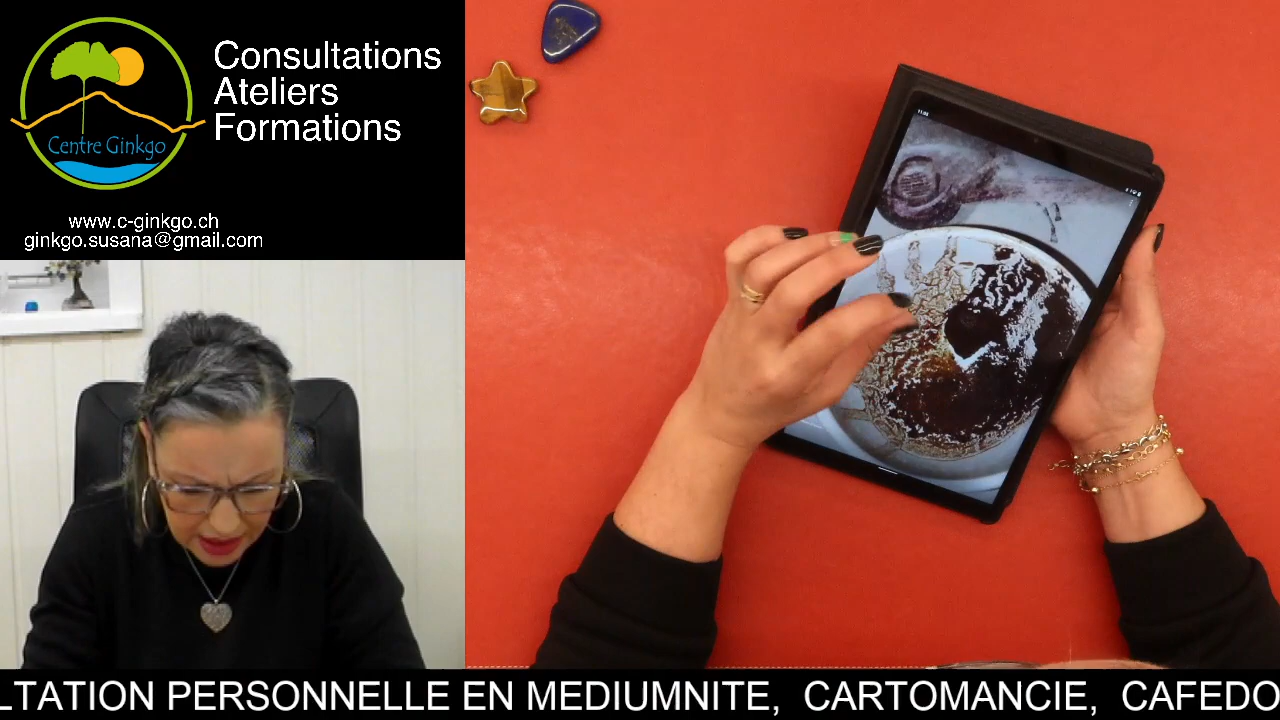 Consultations
Ateliers
Formations
Centre Ginkgo
www.c-ginkgo.ch
ginkgo.susana@gmail.com
LTATION PERSONNELLE EN MEDIUMNITE, CARTOMANCIE, CAFEDO